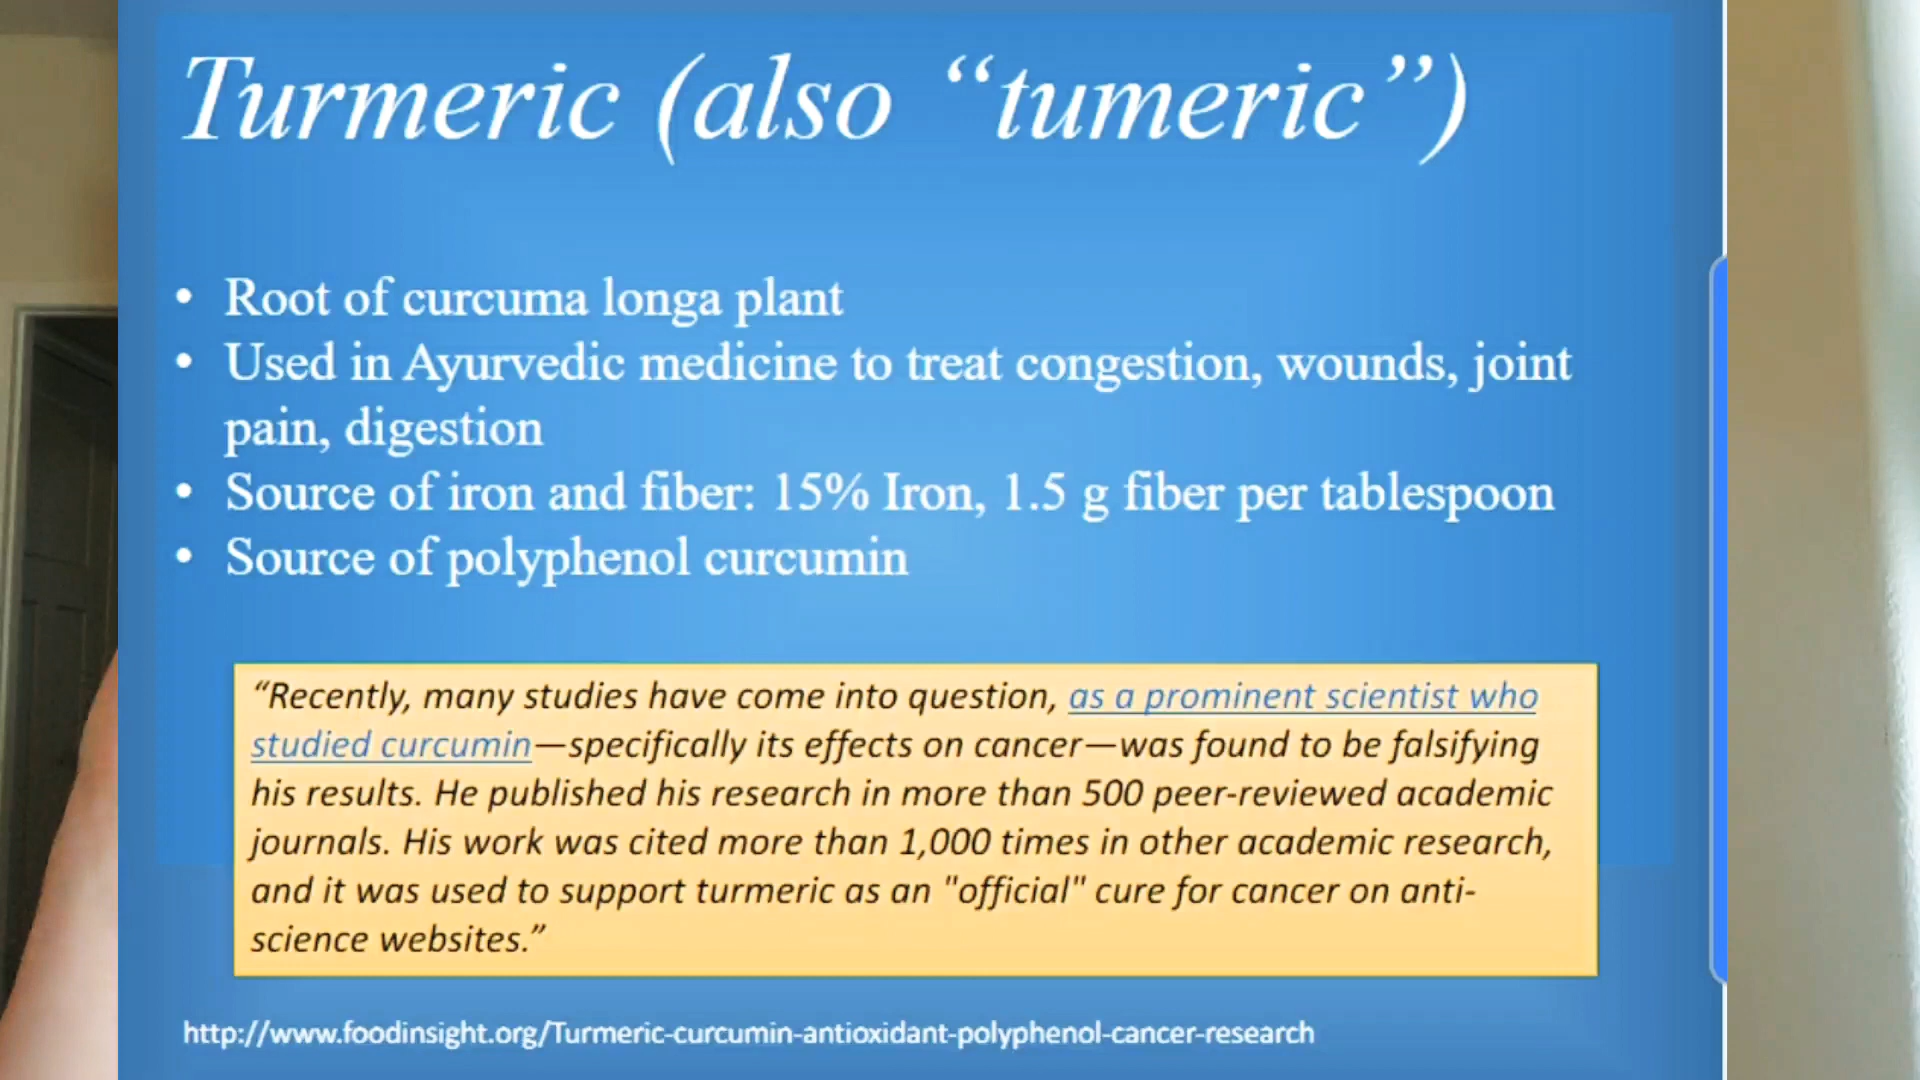 Turmeric (also “tumeric”)
• Root of curcuma longa plant
• Used in Ayurvedic medicine to treat congestion, wounds, joint
pain, digestion
• Source of iron and fiber: 15% Iron, 1.5 g fiber per tablespoon
• Source of polyphenol curcumin
“Recently, many studies have come into question, as a prominent scientist who
studied curcumin—specifically its effects on cancer—was found to be falsifying
his results. He published his research in more than 500 peer-reviewed academic
journals. His work was cited more than 1,000 times in other academic research,
and it was used to support turmeric as an "official" cure for cancer on anti-
science websites.”
http://www.foodinsight.org/Turmeric-curcumin-antioxidant-polyphenol-cancer-research